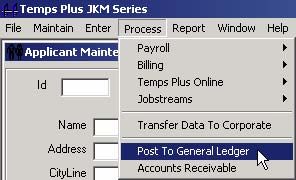 Temps Plus JKM Series
File Maintain Enter Process Report Window Help
Applicant Mainte
Payroll
Billing
Temps Plus Online
Jobstreams
Transfer Data To Corporate
Post To General Ledger
Accounts Receivable
Id
Name
Address
CityLine